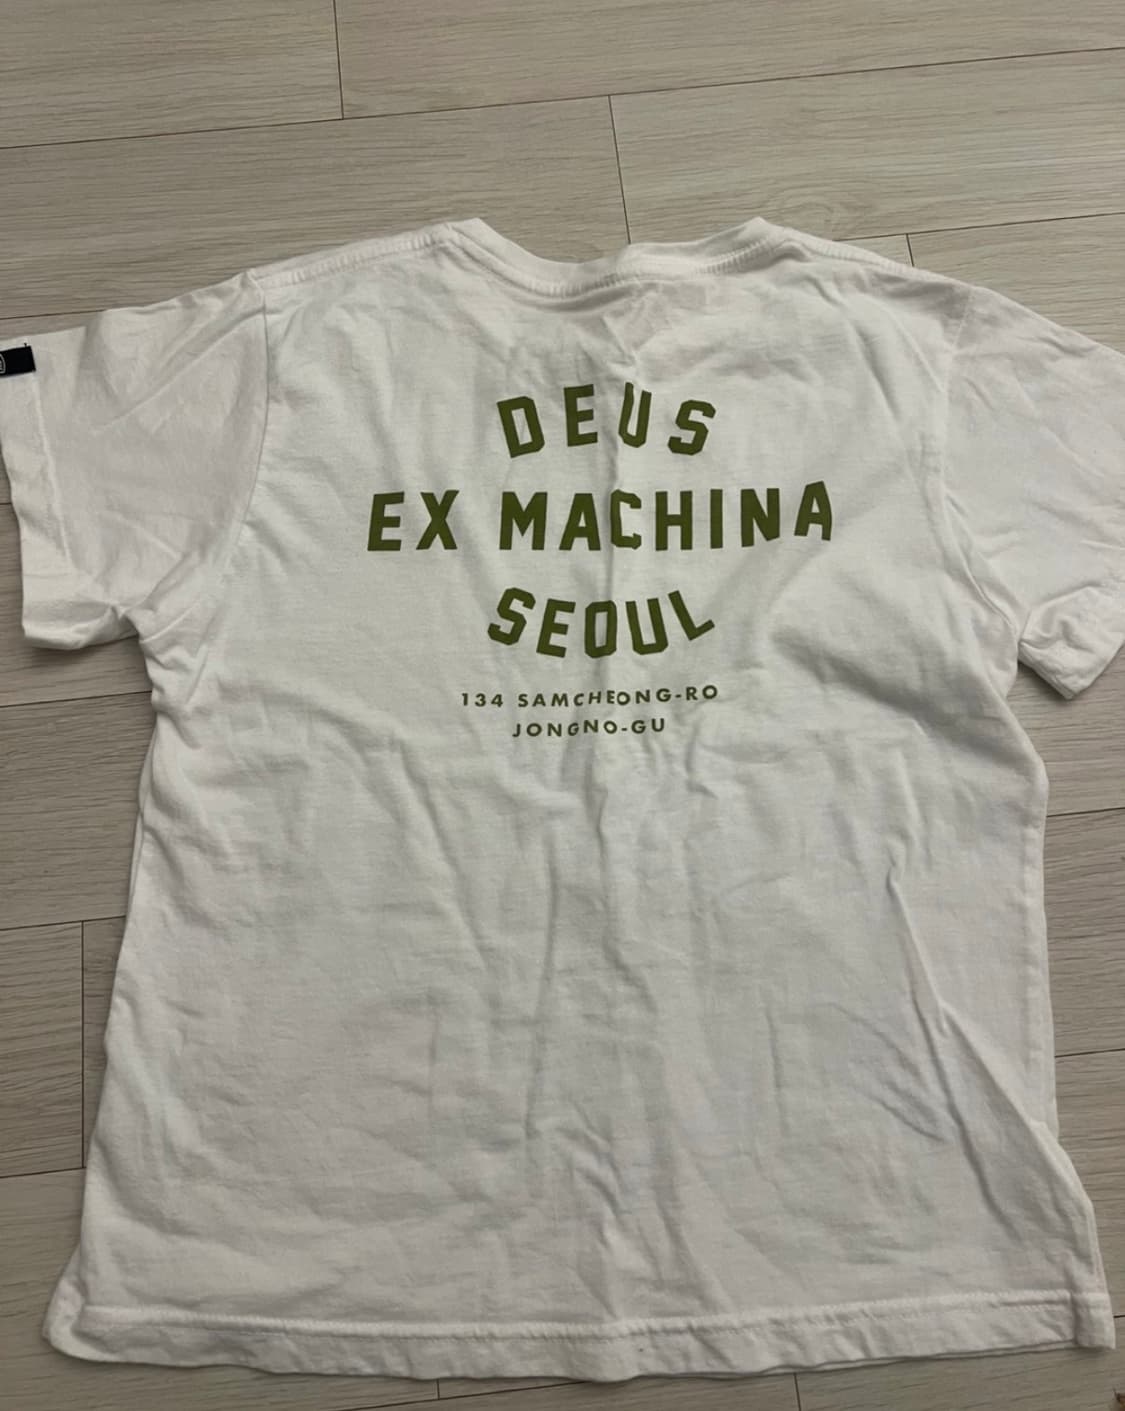 DEUS
EX MACHINA
SEOUL
134 SAMCHEONG-RO
JONGNO-GU